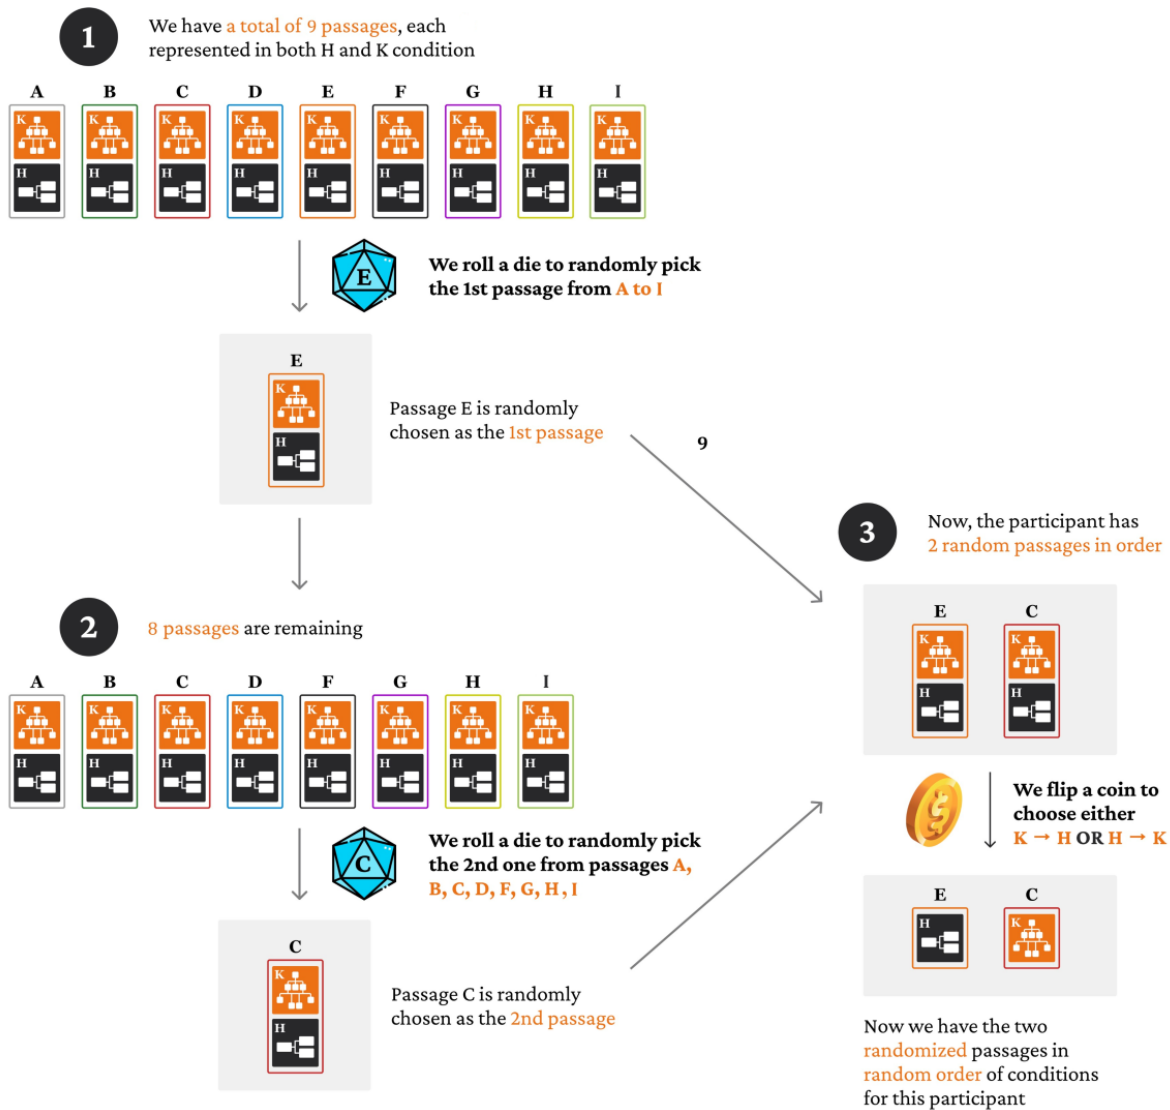 1
We have a total of 9 passages, each
represented in both H and K condition
A B C D E F G H I
K K K K K K K K K
H H H H H H H H H
E
We roll a die to randomly pick
the 1st passage from A to I
E
K
H
Passage E is randomly
chosen as the 1st passage
9
2
8 passages are remaining
A B C D F G H I
K K K K K K K K
H H H H H H H H
C
We roll a die to randomly pick
the 2nd one from passages A,
B, C, D, F, G, H, I
C
K
H
Passage C is randomly
chosen as the 2nd passage
3
Now, the participant has
2 random passages in order
E C
K K
H H
$
We flip a coin to
choose either
K → H OR H → K
E C
H K
Now we have the two
randomized passages in
random order of conditions
for this participant